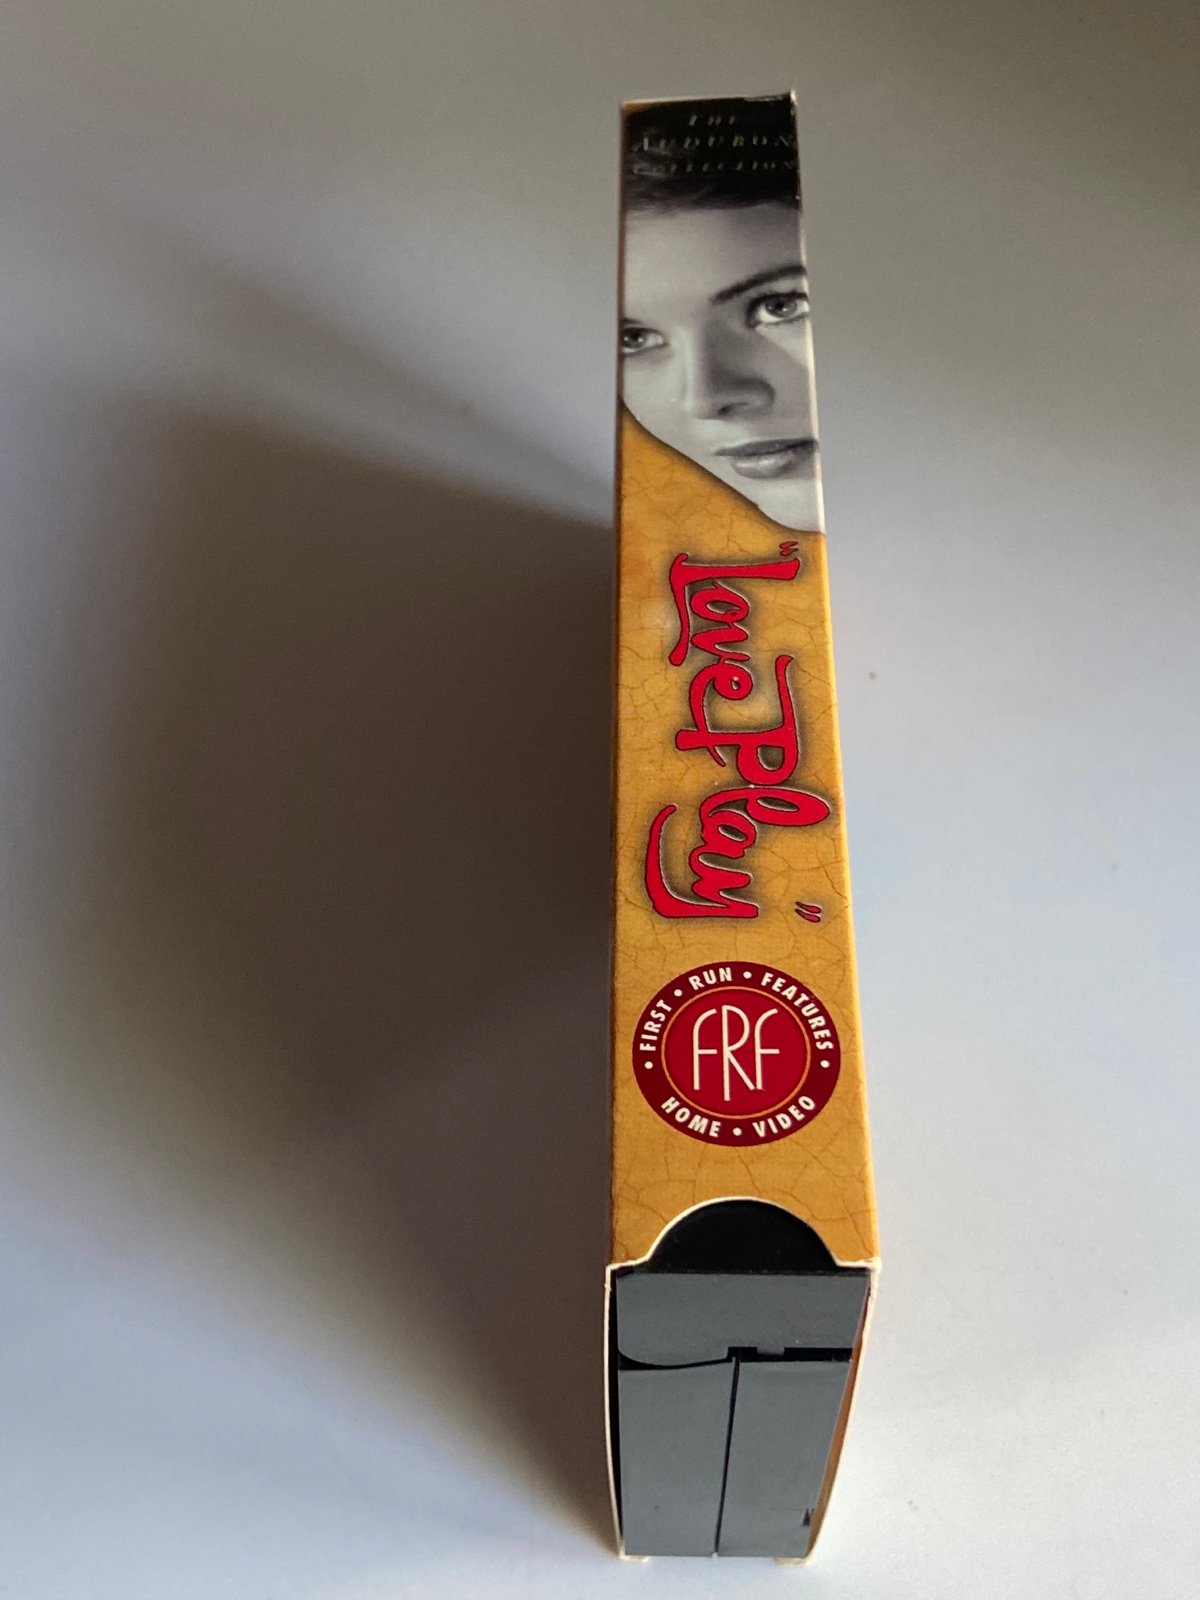 THE
AUDUBON
COLLECTION
"Love Play"
• FIRST • RUN • FEATURES •
FRF
HOME • VIDEO